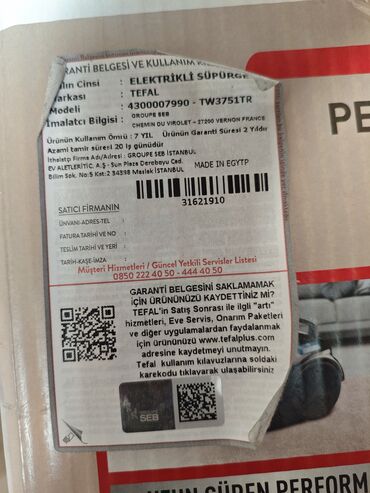 GARANTİ BELGESİ VE KULLANIM
Cinsi : ELEKTRİKLİ SÜPÜRGE
Markası : TEFAL
Modeli : 4300007990 - TW3751TR
İmalatci Bilgisi : GROUPE SEB
CHEMIN DU VIROLET - 27200 VERNON FRANCE
Ürünün Kullanım Ömrü : 7 YIL Ürünün Garanti Süresi 2 Yıldır
Azami tamir süresi 20 iş günüdür
İthalatçı Firma Adı/Adresi : GROUPE SEB İSTANBUL
EV ALETLERİ TİC. A.Ş - Sun Plaza Dereboyu Cad.
Bilim Sok. No:5 Kat:2 34398 Maslak İSTANBUL
MADE IN EGYTP
31621910
SATICI FİRMANIN
ÜNVANI-ADRES-TEL :
FATURA TARİHİ VE NO :
TESLİM TARİHİ VE YERİ :
TARİH-KAŞE-İMZA :
Müşteri Hizmetleri / Güncel Yetkili Servisler Listesi
0850 222 40 50 - 444 40 50
GARANTİ BELGESİNİ SAKLAMAMAK
İÇİN ÜRÜNÜNÜZÜ KAYDETTİNİZ Mİ?
TEFAL'in Satış Sonrası ile ilgili "artı"
hizmetleri, Eve Servis, Onarım Paketleri
ve diğer uygulamalardan faydalanmak
için ürününüzü www.tefalplus.com
adresine kaydetmeyi unutmayın.
Tefal kullanım kılavuzlarına soldaki
karekodu tıklayarak ulaşabilirsiniz
SEB
PE
SÜREN PERFORM